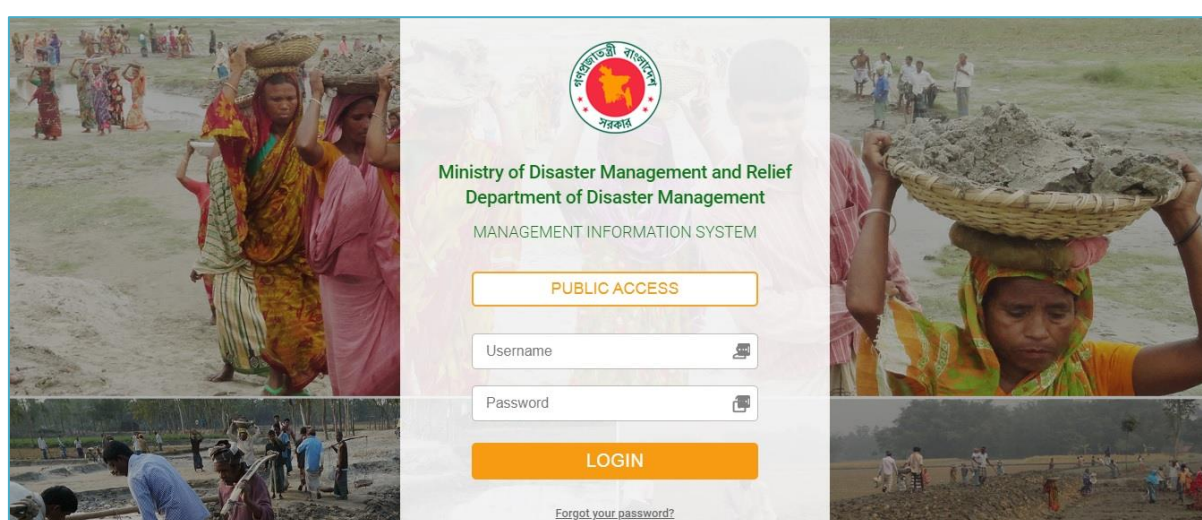 গণপ্রজাতন্ত্রী বাংলাদেশ
সরকার
Ministry of Disaster Management and Relief
Department of Disaster Management
MANAGEMENT INFORMATION SYSTEM
PUBLIC ACCESS
Username
Password
LOGIN
Forgot your password?